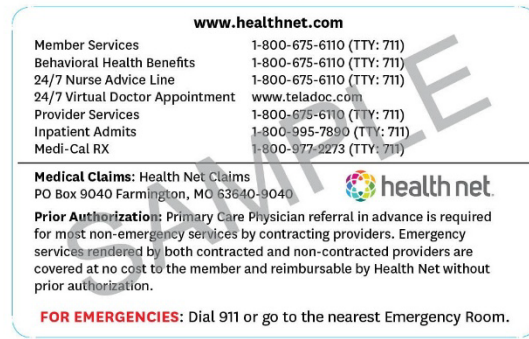 www.healthnet.com
Member Services 1-800-675-6110 (TTY: 711)
Behavioral Health Benefits 1-800-675-6110 (TTY: 711)
24/7 Nurse Advice Line 1-800-675-6110 (TTY: 711)
24/7 Virtual Doctor Appointment www.teladoc.com
Provider Services 1-800-675-6110 (TTY: 711)
Inpatient Admits 1-800-995-7890 (TTY: 711)
Medi-Cal RX 1-800-977-2273 (TTY: 711)
Medical Claims: Health Net Claims
PO Box 9040 Farmington, MO 63640-9040
health net.
Prior Authorization: Primary Care Physician referral in advance is required
for most non-emergency services by contracting providers. Emergency
services rendered by both contracted and non-contracted providers are
covered at no cost to the member and reimbursable by Health Net without
prior authorization.
FOR EMERGENCIES: Dial 911 or go to the nearest Emergency Room.
SAMPLE